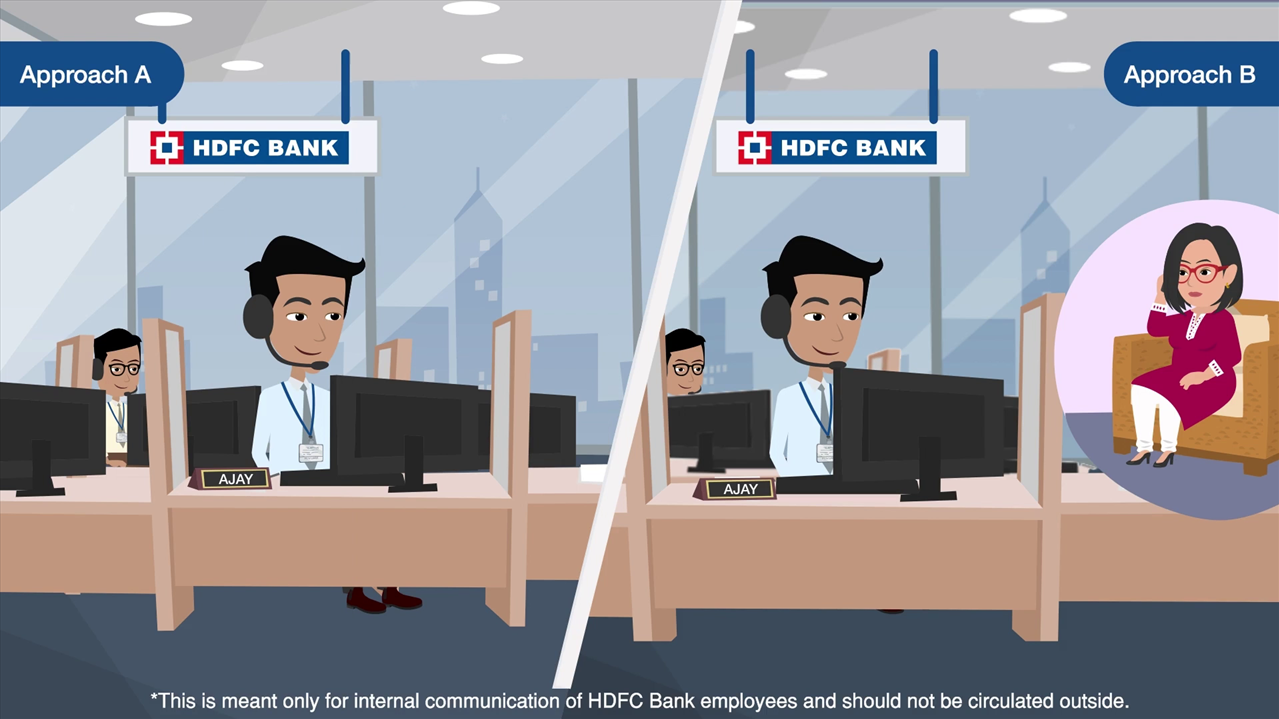 Approach A
Approach B
HDFC BANK
HDFC BANK
AJAY
AJAY
*This is meant only for internal communication of HDFC Bank employees and should not be circulated outside.